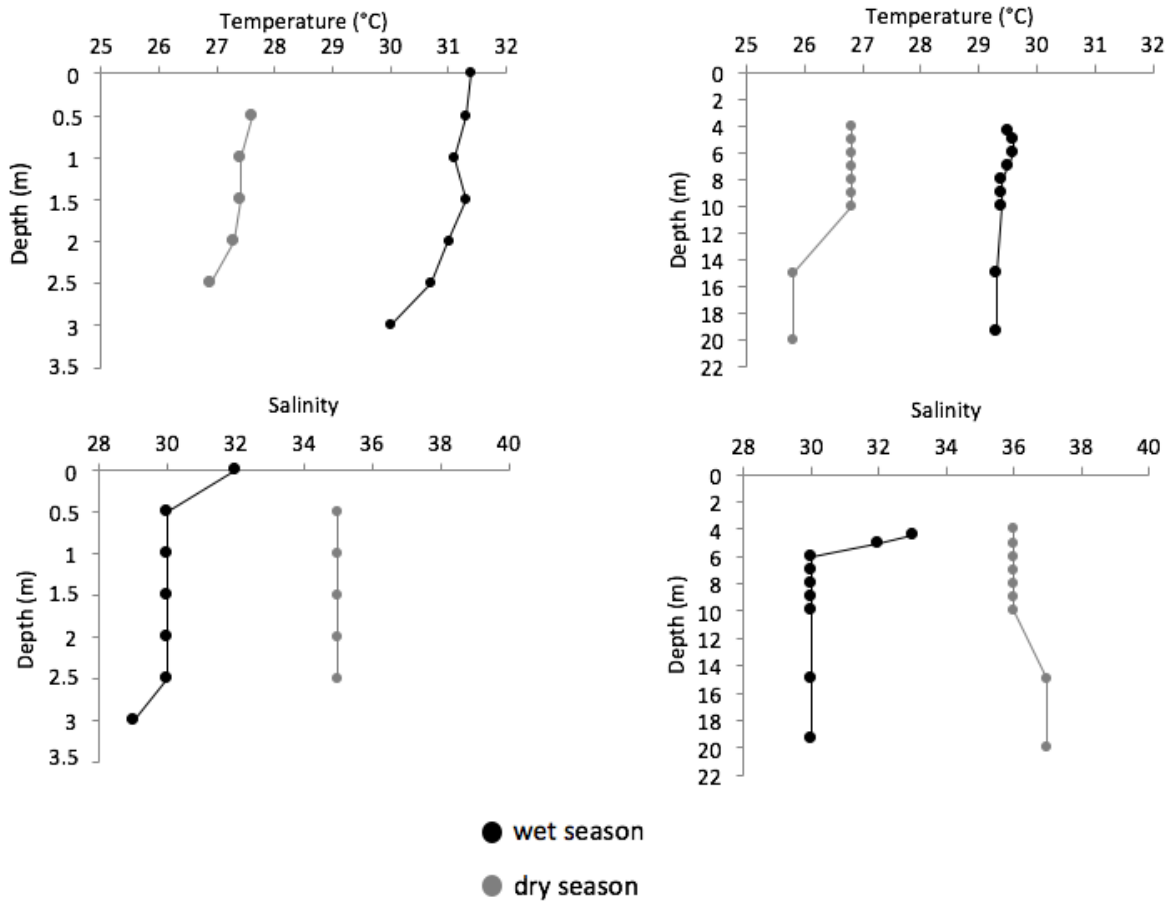 Temperature (°C)
25 26 27 28 29 30 31 32
0
0.5
1
1.5
2
2.5
3
3.5
Depth (m)
Temperature (°C)
25 26 27 28 29 30 31 32
0
2
4
6
8
10
12
14
16
18
20
22
Depth (m)
Salinity
28 30 32 34 36 38 40
0
0.5
1
1.5
2
2.5
3
3.5
Depth (m)
Salinity
28 30 32 34 36 38 40
0
2
4
6
8
10
12
14
16
18
20
22
Depth (m)
wet season
dry season